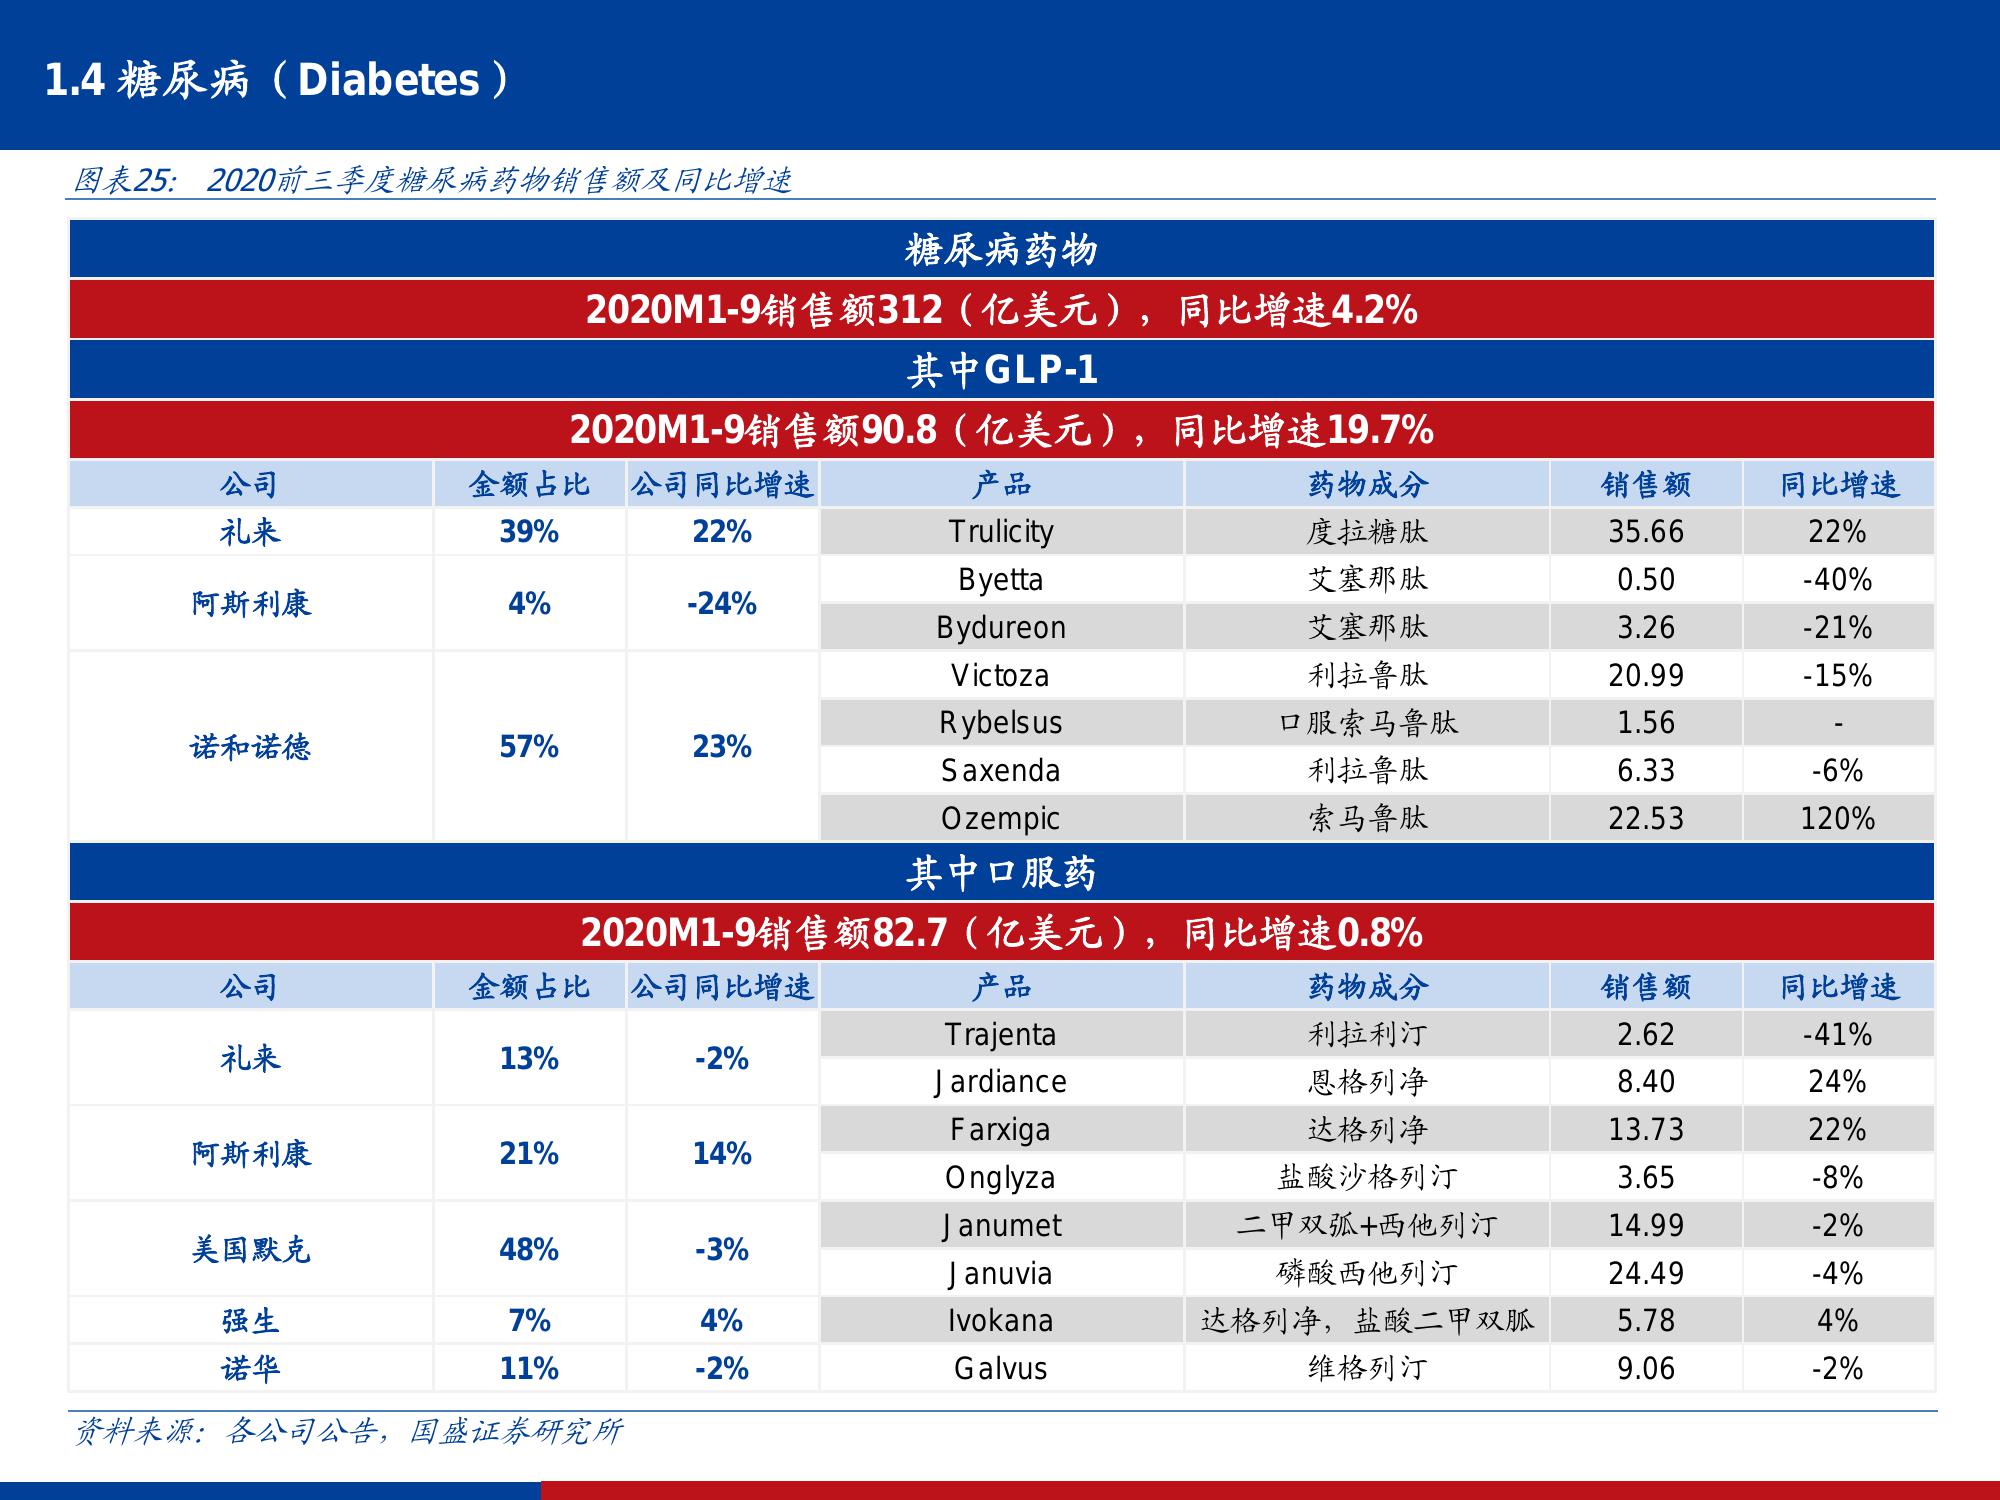 1.4 糖尿病（Diabetes）
图表25: 2020前三季度糖尿病药物销售额及同比增速
糖尿病药物
2020M1-9销售额312（亿美元），同比增速4.2%
其中GLP-1
2020M1-9销售额90.8（亿美元），同比增速19.7%
公司 金额占比 公司同比增速 产品 药物成分 销售额 同比增速
礼来 39% 22% Trulicity 度拉糖肽 35.66 22%
阿斯利康 4% -24% Byetta 艾塞那肽 0.50 -40%
Bydureon 艾塞那肽 3.26 -21%
诺和诺德 57% 23% Victoza 利拉鲁肽 20.99 -15%
Rybelsus 口服索马鲁肽 1.56 -
Saxenda 利拉鲁肽 6.33 -6%
Ozempic 索马鲁肽 22.53 120%
其中口服药
2020M1-9销售额82.7（亿美元），同比增速0.8%
公司 金额占比 公司同比增速 产品 药物成分 销售额 同比增速
礼来 13% -2% Trajenta 利拉利汀 2.62 -41%
Jardiance 恩格列净 8.40 24%
阿斯利康 21% 14% Farxiga 达格列净 13.73 22%
Onglyza 盐酸沙格列汀 3.65 -8%
美国默克 48% -3% Janumet 二甲双弧+西他列汀 14.99 -2%
Januvia 磷酸西他列汀 24.49 -4%
强生 7% 4% Ivokana 达格列净，盐酸二甲双胍 5.78 4%
诺华 11% -2% Galvus 维格列汀 9.06 -2%
资料来源：各公司公告，国盛证券研究所